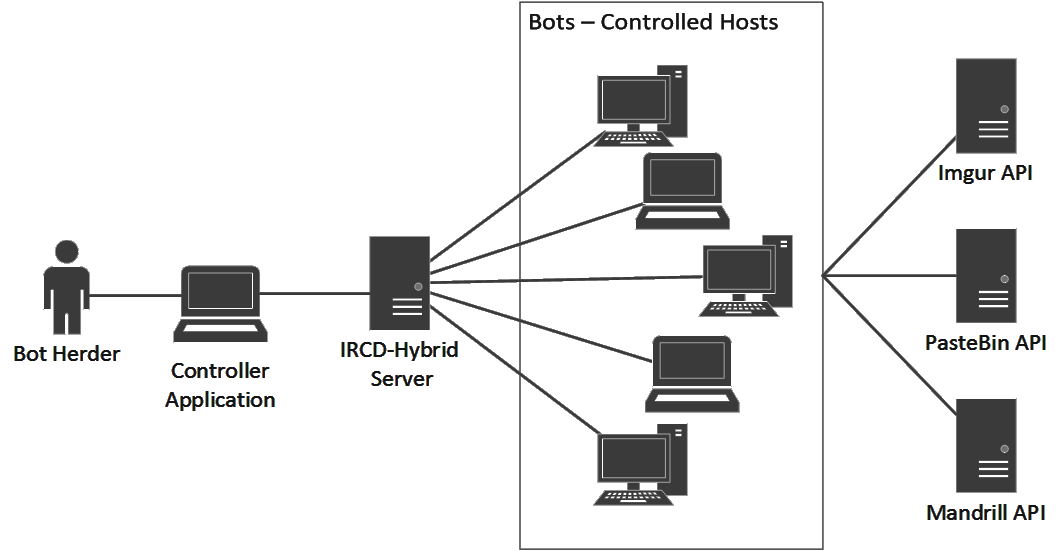 Bots – Controlled Hosts
Imgur API
Bot Herder
Controller
Application
IRCD-Hybrid
Server
PasteBin API
Mandrill API